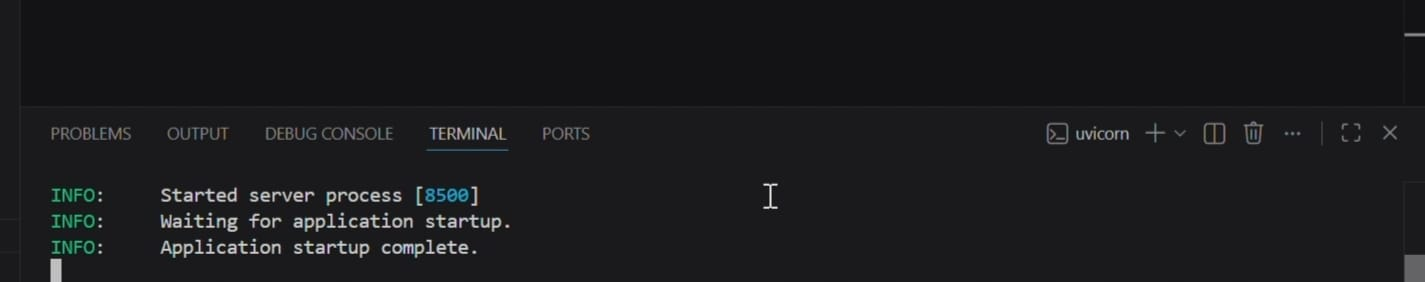 PROBLEMS OUTPUT DEBUG CONSOLE TERMINAL PORTS uvicorn
INFO: Started server process [8500]
INFO: Waiting for application startup.
INFO: Application startup complete.